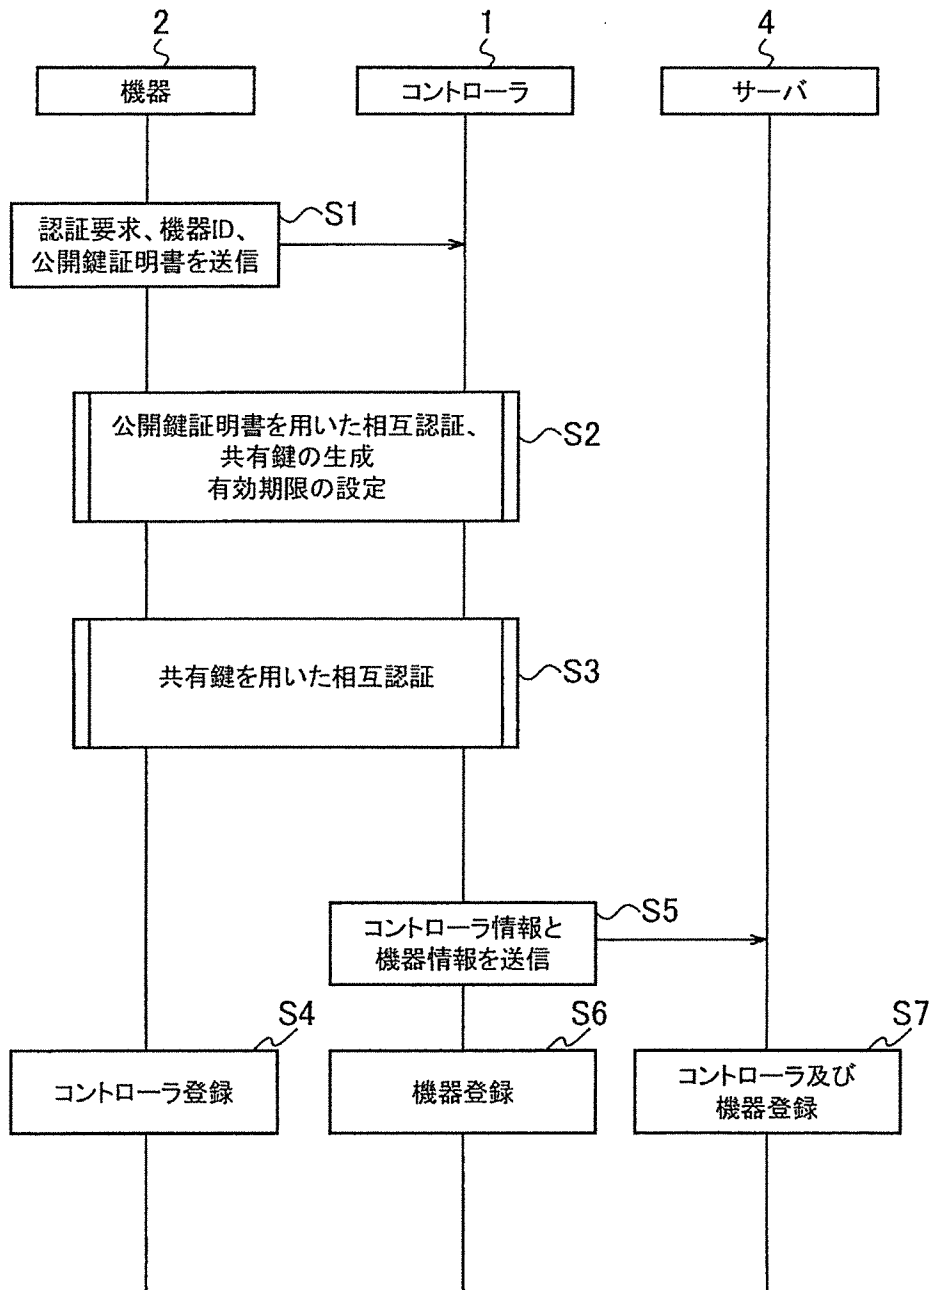 2
1
4
機器
コントローラ
サーバ
S1
認証要求、機器ID、
公開鍵証明書を送信
公開鍵証明書を用いた相互認証、
共有鍵の生成
有効期限の設定
S2
共有鍵を用いた相互認証
S3
コントローラ情報と
機器情報を送信
S5
S4
コントローラ登録
S6
機器登録
S7
コントローラ及び
機器登録